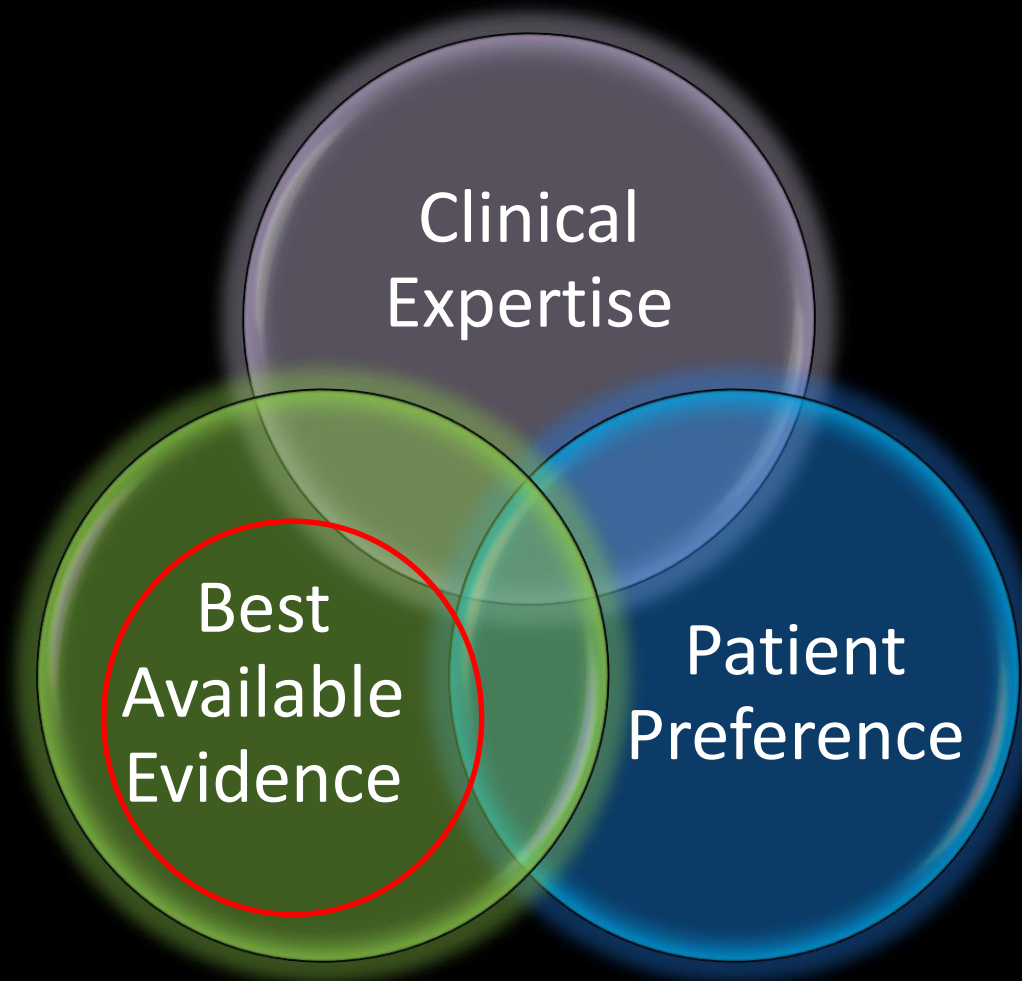 Clinical
Expertise
Best
Available
Evidence
Patient
Preference